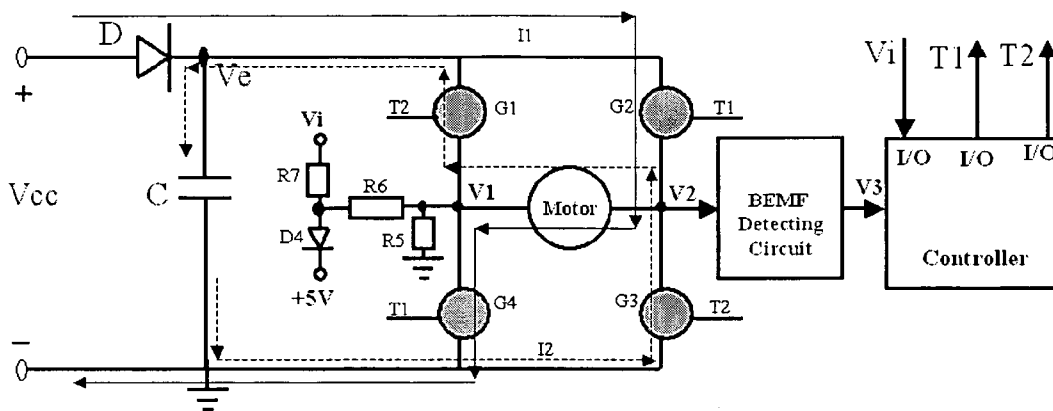 D
I1
Ve
+
Vcc
C
−
T2
G1
G2
T1
Vi
R7
R6
D4
R5
+5V
V1
Motor
V2
BEMF
Detecting
Circuit
V3
T1
G4
G3
T2
I2
Vi
T1
T2
I/O
I/O
I/O
Controller